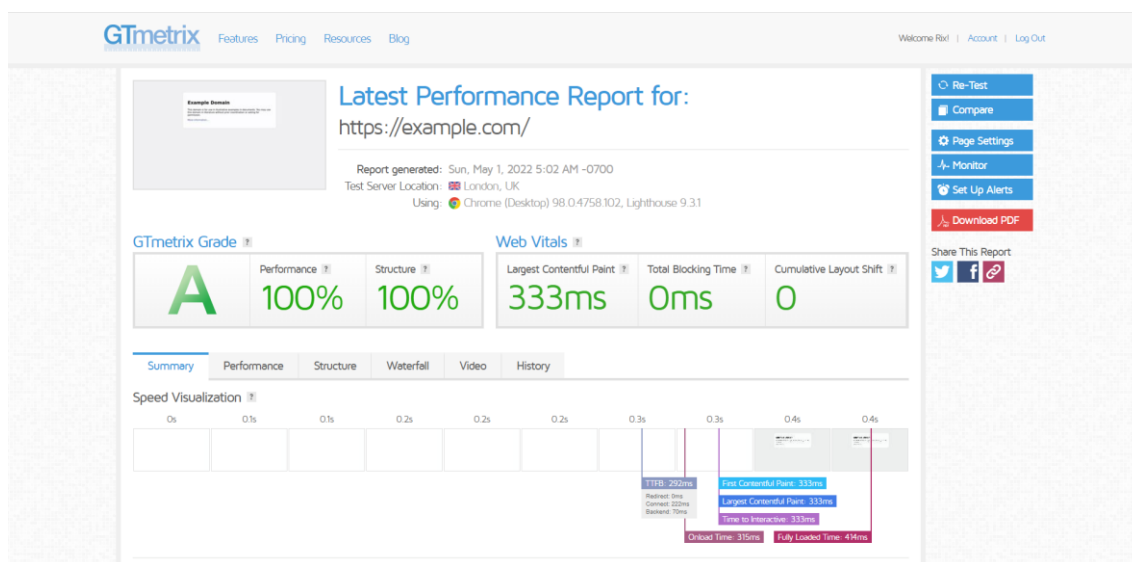 GTmetrix Features Pricing Resources Blog
Welcome Rix! | Account | Log Out
Example Domain
Latest Performance Report for:
https://example.com/
Report generated: Sun, May 1, 2022 5:02 AM -0700
Test Server Location: London, UK
Using: Chrome (Desktop) 98.0.4758.102, Lighthouse 9.3.1
Re-Test
Compare
Page Settings
Monitor
Set Up Alerts
Download PDF
Share This Report
GTmetrix Grade ?
A
Performance ?
100%
Structure ?
100%
Web Vitals ?
Largest Contentful Paint ?
333ms
Total Blocking Time ?
0ms
Cumulative Layout Shift ?
0
Summary Performance Structure Waterfall Video History
Speed Visualization ?
0s 0.1s 0.1s 0.2s 0.2s 0.2s 0.3s 0.3s 0.4s 0.4s
TTFB: 292ms
Redirect: 0ms
Connect: 222ms
Backend: 70ms
First Contentful Paint: 333ms
Largest Contentful Paint: 333ms
Time to Interactive: 333ms
Onload Time: 315ms
Fully Loaded Time: 414ms